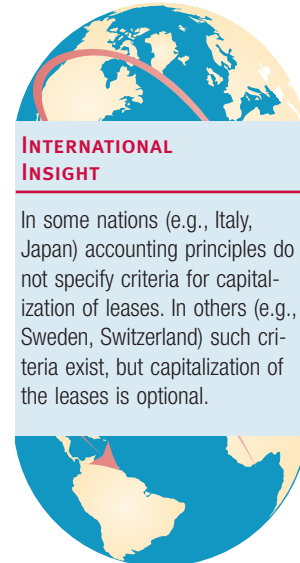 INTERNATIONAL
INSIGHT
In some nations (e.g., Italy,
Japan) accounting principles do
not specify criteria for capital-
ization of leases. In others (e.g.,
Sweden, Switzerland) such cri-
teria exist, but capitalization of
the leases is optional.